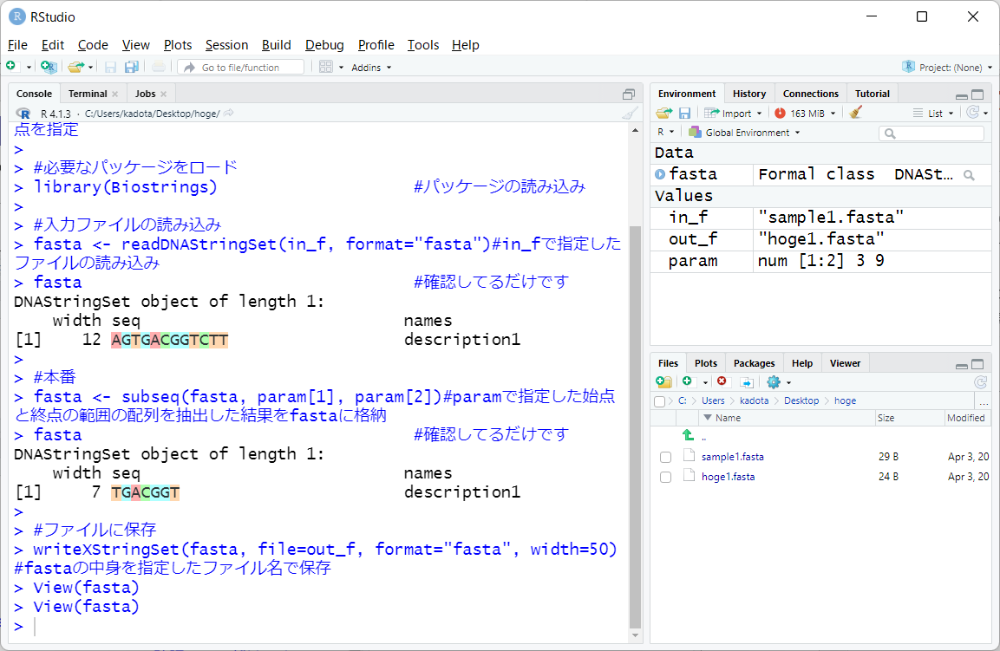 RStudio
File Edit Code View Plots Session Build Debug Profile Tools Help
Go to file/function Addins Project: (None)
Console Terminal Jobs
R 4.1.3 · C:/Users/kadota/Desktop/hoge/
点を指定
>
> #必要なパッケージをロード
> library(Biostrings) #パッケージの読み込み
>
> #入力ファイルの読み込み
> fasta <- readDNAStringSet(in_f, format="fasta")#in_fで指定した
ファイルの読み込み
> fasta #確認してるだけです
DNAStringSet object of length 1:
width seq names
[1] 12 AGTGACGGTCTT description1
>
> #本番
> fasta <- subseq(fasta, param[1], param[2])#paramで指定した始点
と終点の範囲の配列を抽出した結果をfastaに格納
> fasta #確認してるだけです
DNAStringSet object of length 1:
width seq names
[1] 7 TGACGGT description1
>
> #ファイルに保存
> writeXStringSet(fasta, file=out_f, format="fasta", width=50)
#fastaの中身を指定したファイル名で保存
> View(fasta)
> View(fasta)
>
Environment History Connections Tutorial
Import 163 MiB List
R Global Environment
Data
fasta Formal class DNASt...
Values
in_f "sample1.fasta"
out_f "hoge1.fasta"
param num [1:2] 3 9
Files Plots Packages Help Viewer
C: Users kadota Desktop hoge ...
Name Size Modified
..
sample1.fasta 29 B Apr 3, 20
hoge1.fasta 24 B Apr 3, 20